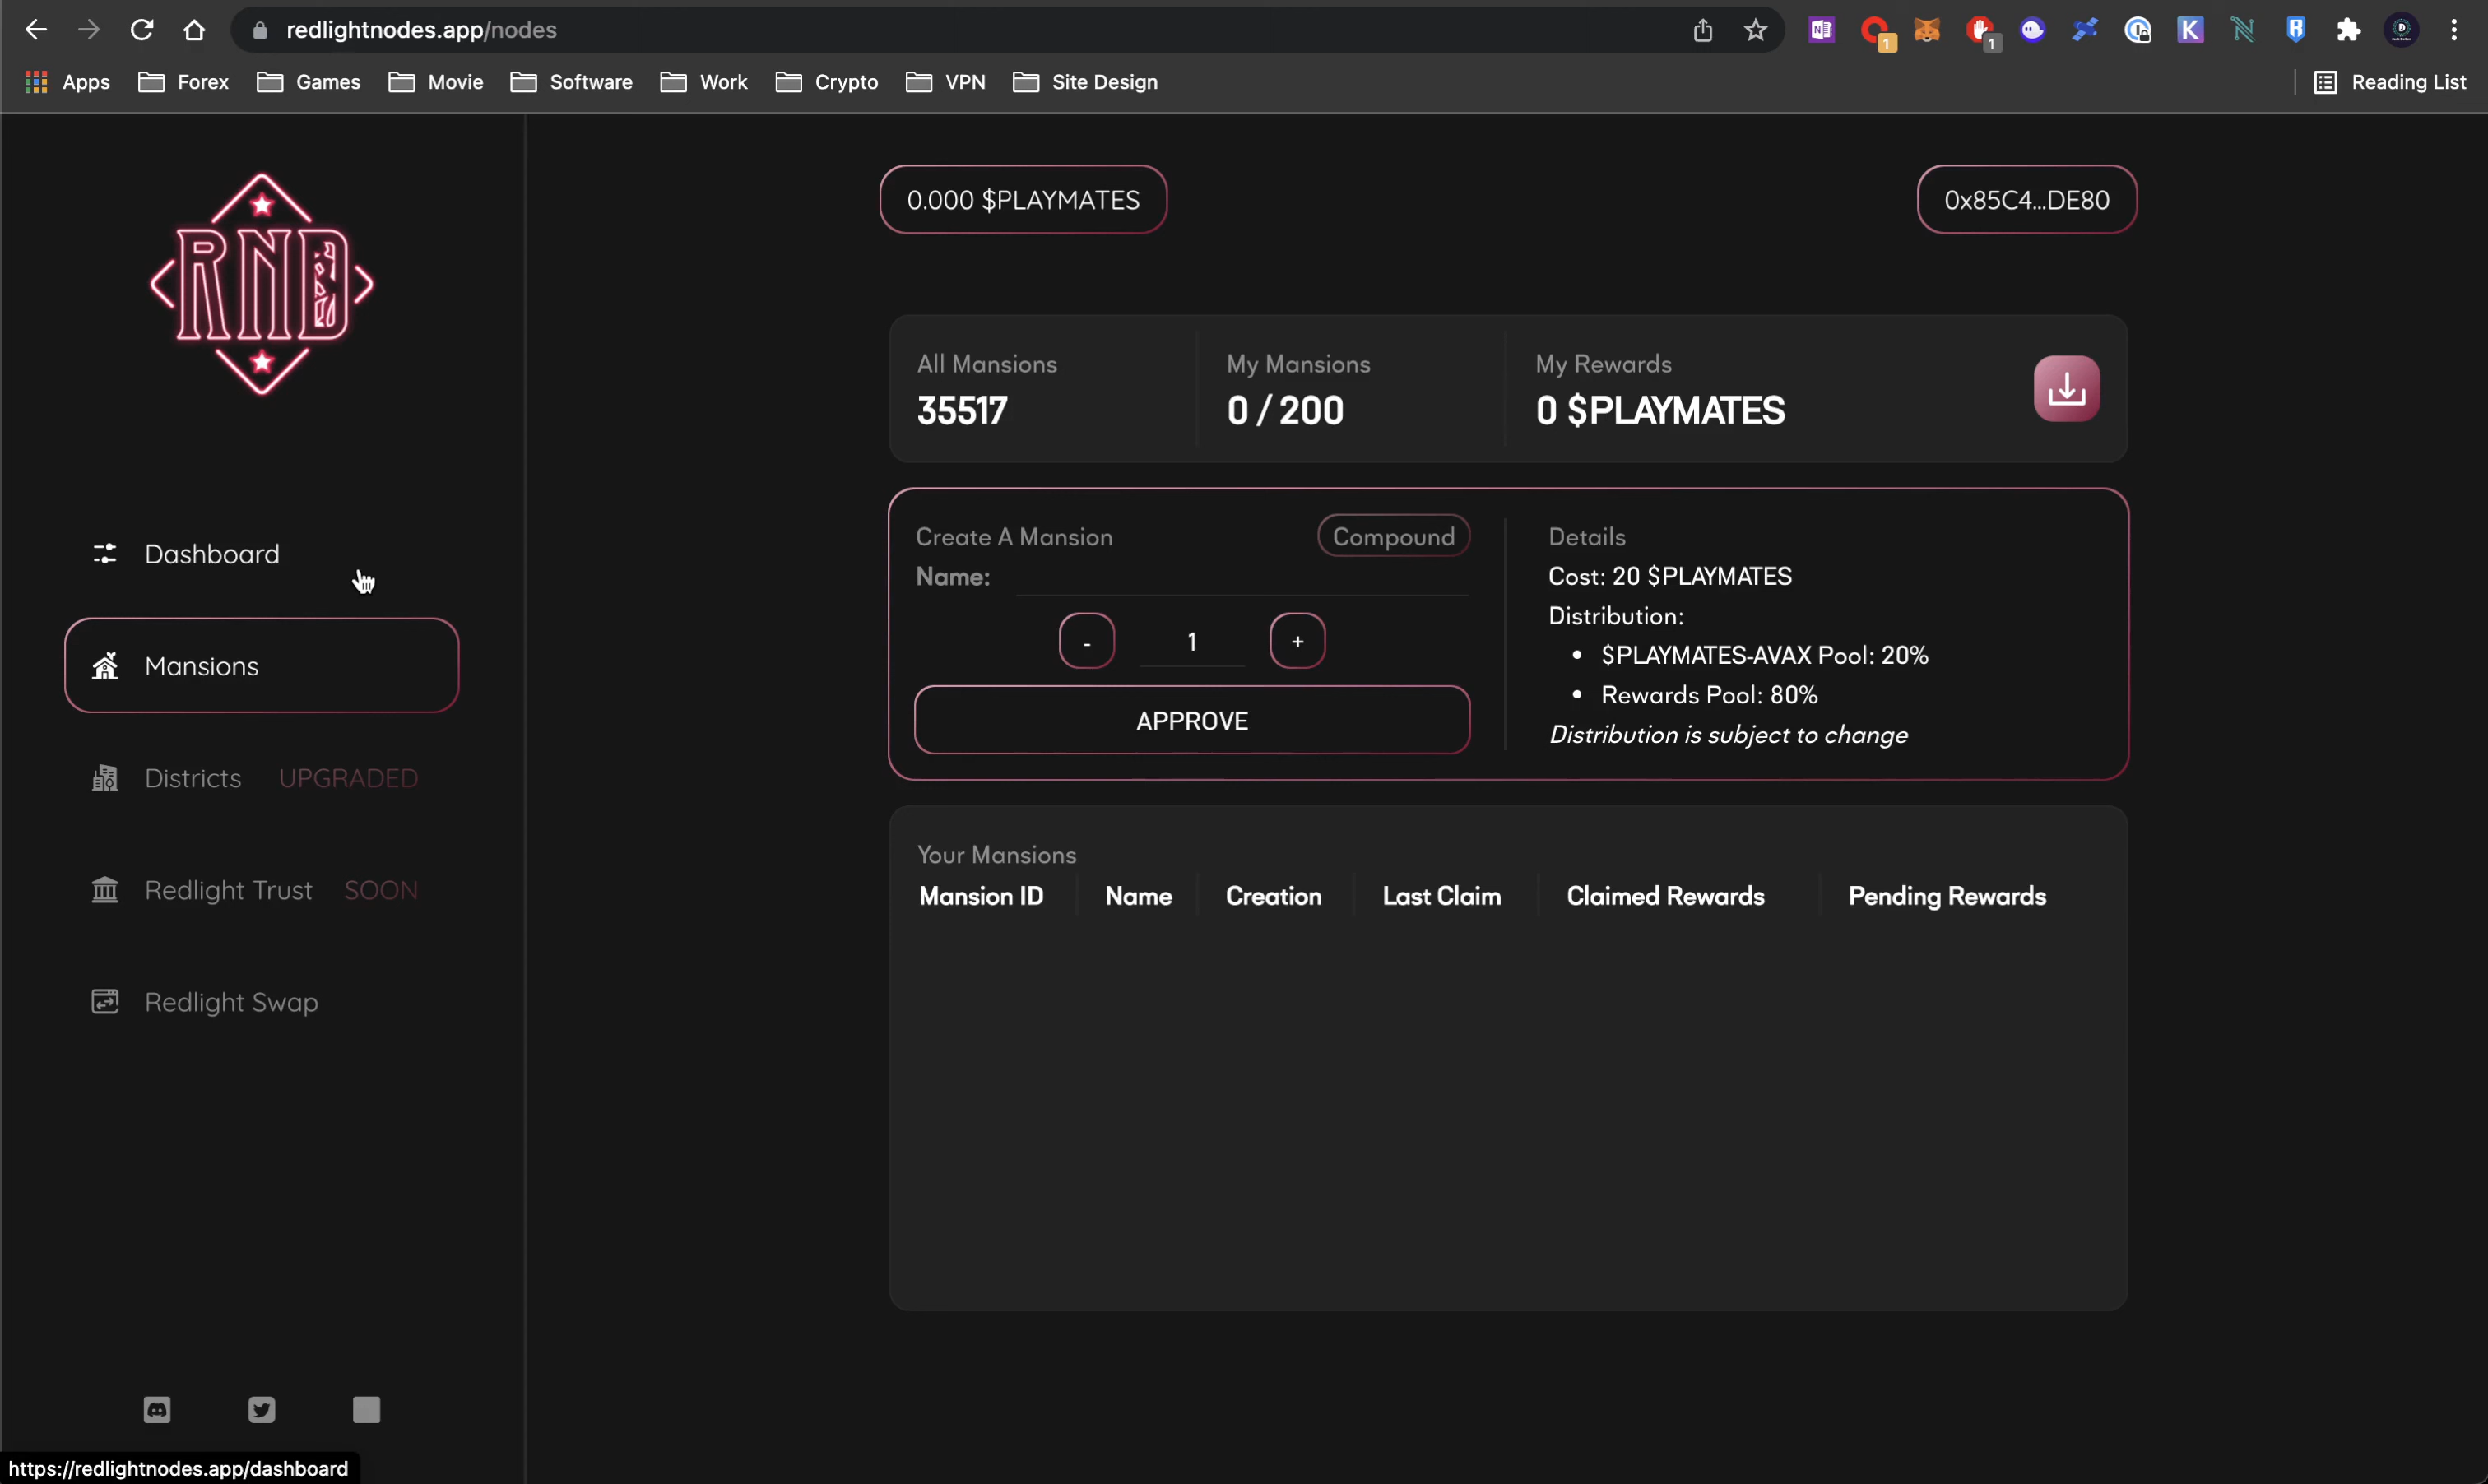 redlightnodes.app/nodes
1
1
Apps Forex Games Movie Software Work Crypto VPN Site Design Reading List
RND
0.000 $PLAYMATES
0x85C4...DE80
All Mansions
35517
My Mansions
0 / 200
My Rewards
0 $PLAYMATES
Dashboard
Mansions
Districts UPGRADED
Redlight Trust SOON
Redlight Swap
Create A Mansion
Compound
Name:
- 1 +
APPROVE
Details
Cost: 20 $PLAYMATES
Distribution:
• $PLAYMATES-AVAX Pool: 20%
• Rewards Pool: 80%
Distribution is subject to change
Your Mansions
Mansion ID Name Creation Last Claim Claimed Rewards Pending Rewards
https://redlightnodes.app/dashboard